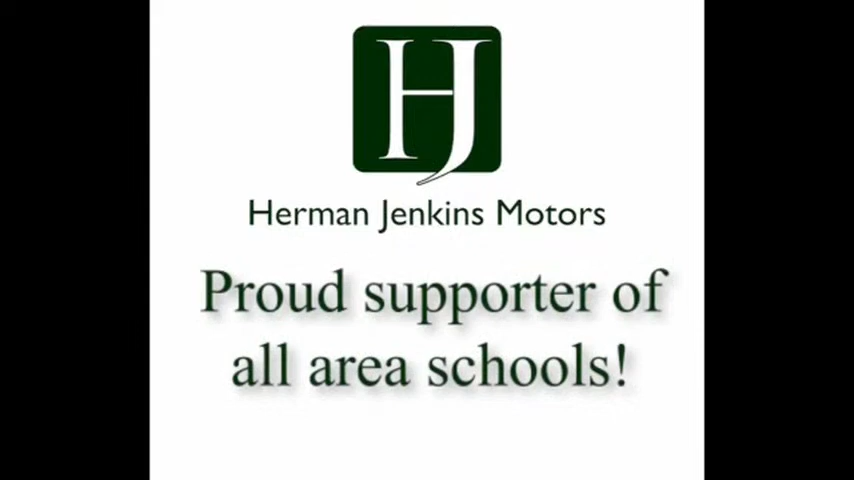 HJ
Herman Jenkins Motors
Proud supporter of
all area schools!